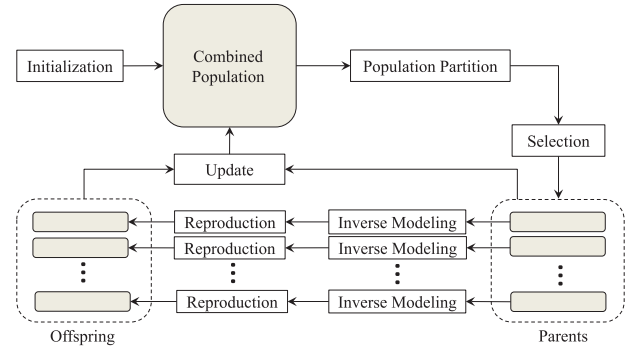 Initialization
Combined
Population
Population Partition
Selection
Update
Reproduction
Inverse Modeling
Reproduction
Inverse Modeling
Reproduction
Inverse Modeling
Offspring
Parents